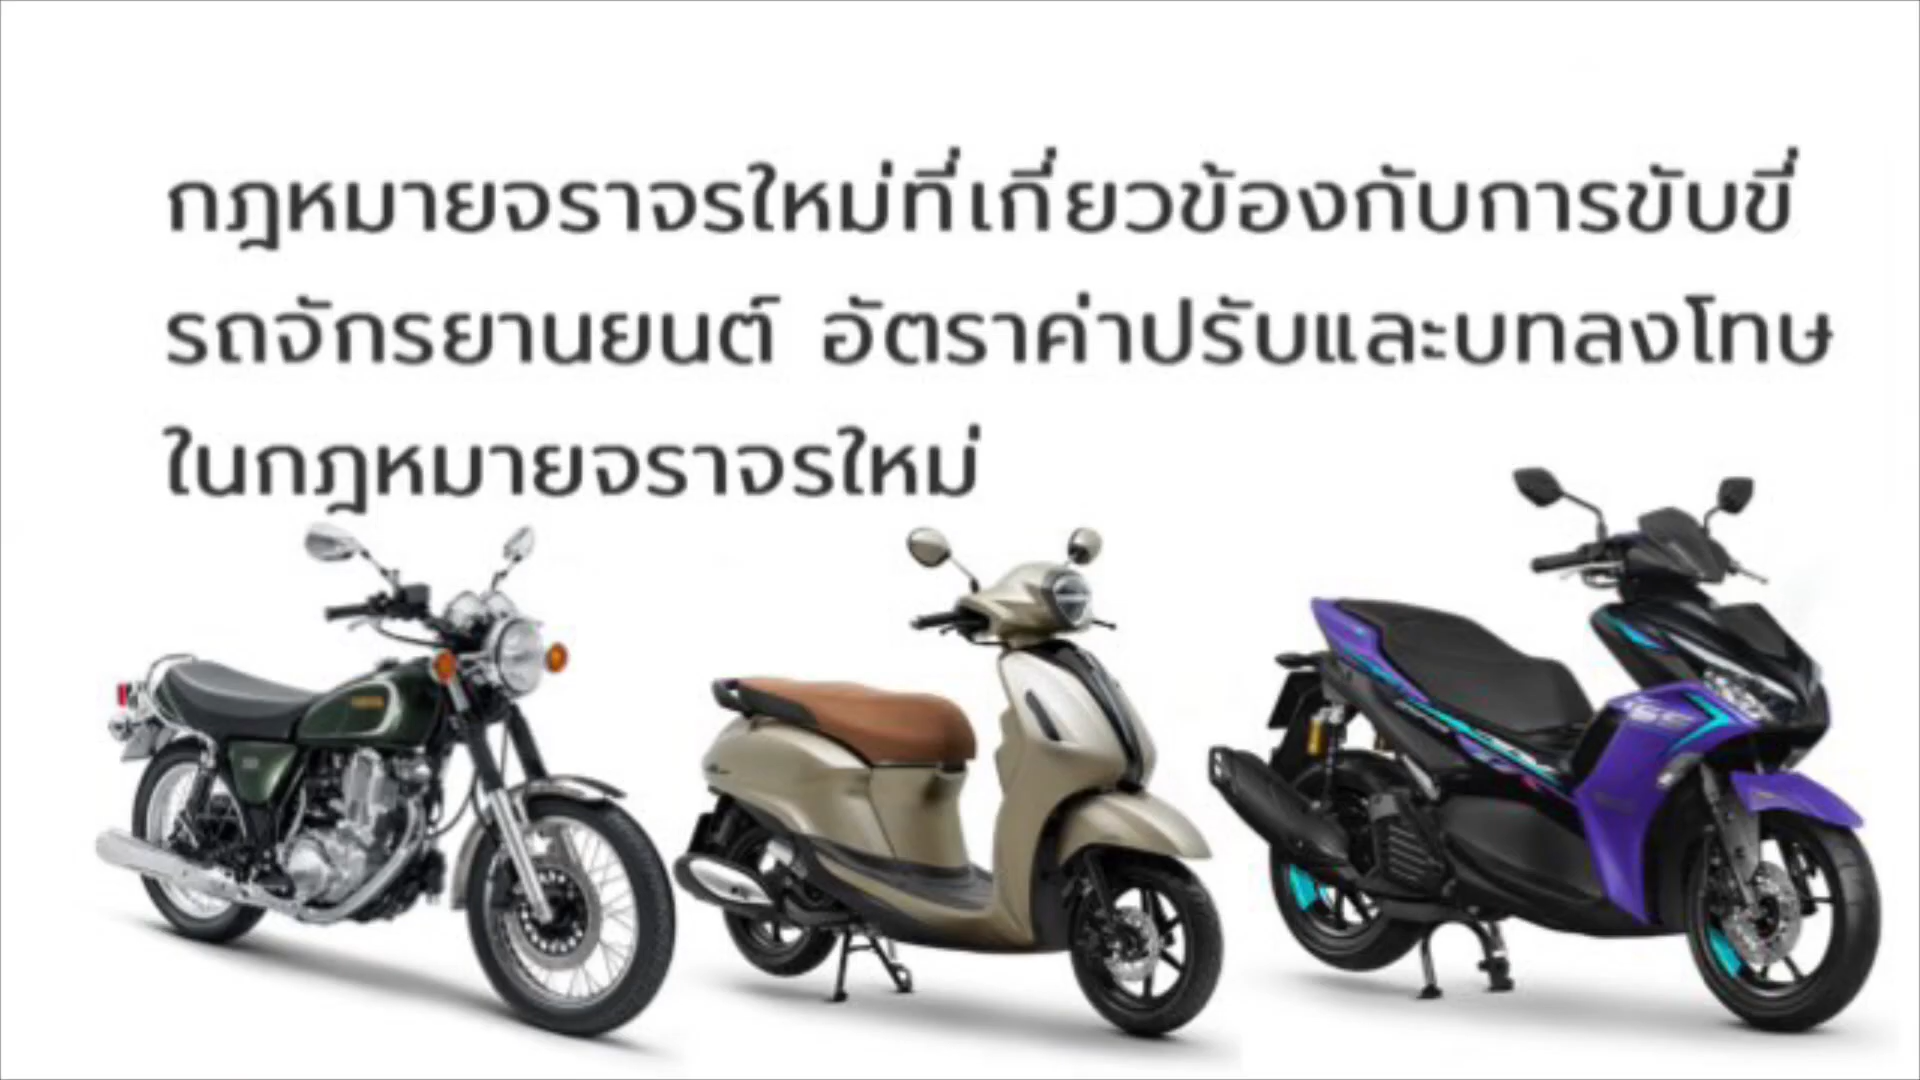 กฎหมายจราจรใหม่ที่เกี่ยวข้องกับการขับขี่
รถจักรยานยนต์ อัตราค่าปรับและบทลงโทษ
ในกฎหมายจราจรใหม่